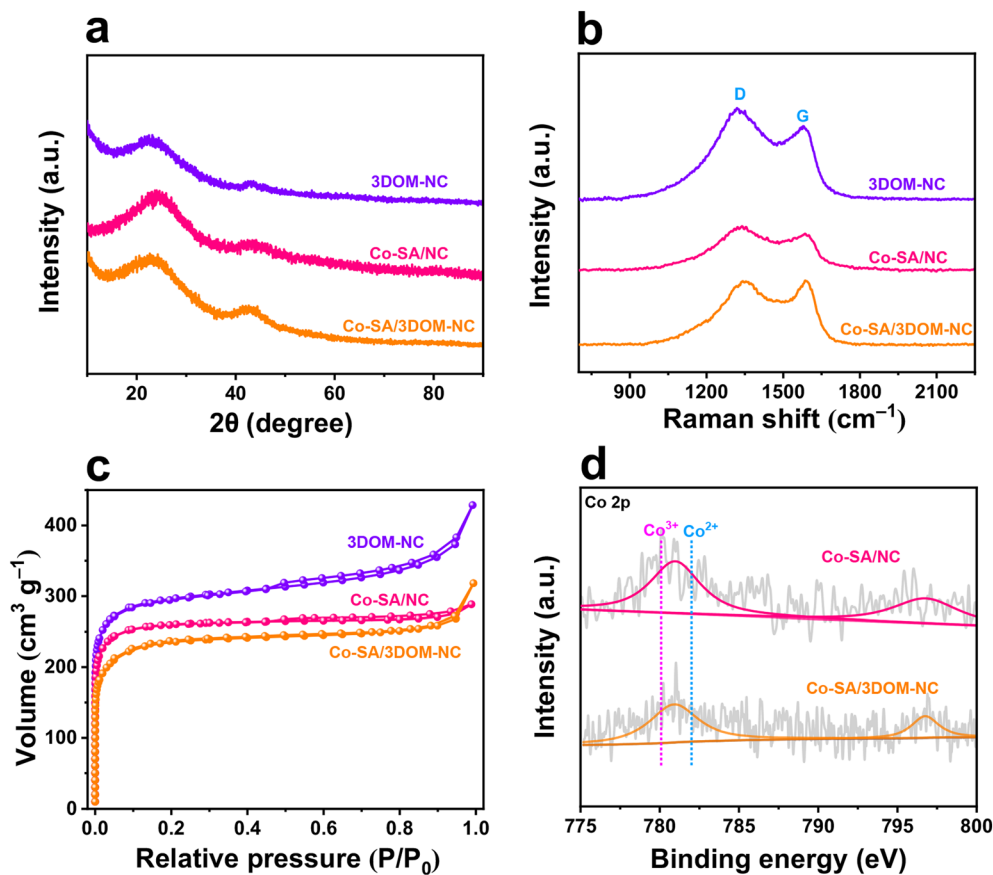 a
Intensity (a.u.)
3DOM-NC
Co-SA/NC
Co-SA/3DOM-NC
20 40 60 80
2θ (degree)
b
Intensity (a.u.)
D
G
3DOM-NC
Co-SA/NC
Co-SA/3DOM-NC
900 1200 1500 1800 2100
Raman shift (cm⁻¹)
c
Volume (cm³ g⁻¹)
400
300
200
100
0
3DOM-NC
Co-SA/NC
Co-SA/3DOM-NC
0.0 0.2 0.4 0.6 0.8 1.0
Relative pressure (P/P₀)
d
Intensity (a.u.)
Co 2p
Co³⁺ Co²⁺
Co-SA/NC
Co-SA/3DOM-NC
775 780 785 790 795 800
Binding energy (eV)